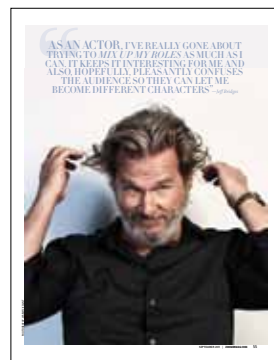 “AS AN ACTOR, I'VE REALLY GONE ABOUT
TRYING TO MIX UP MY ROLES AS MUCH AS I
CAN. IT KEEPS IT INTERESTING FOR ME AND
ALSO, HOPEFULLY, PLEASANTLY CONFUSES
THE AUDIENCE SO THEY CAN LET ME
BECOME DIFFERENT CHARACTERS” —Jeff Bridges